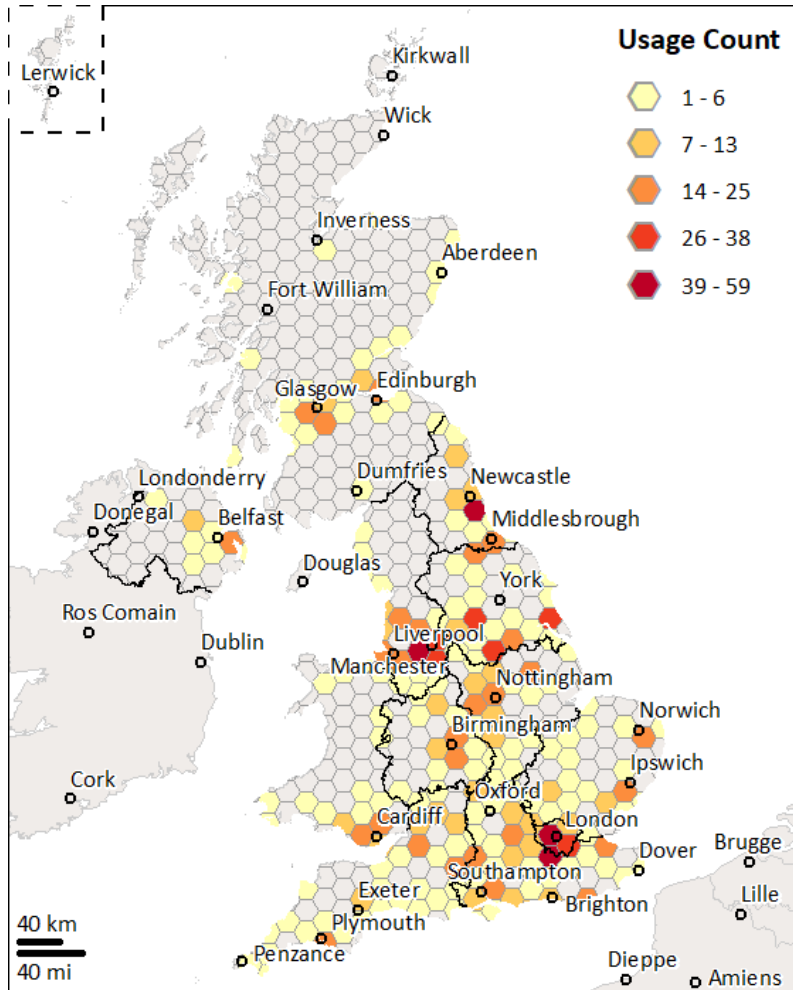 Lerwick
Kirkwall
Wick
Usage Count
1 - 6
7 - 13
14 - 25
26 - 38
39 - 59
Inverness
Aberdeen
Fort William
Glasgow
Edinburgh
Dumfries
Newcastle
Londonderry
Donegal
Belfast
Middlesbrough
Douglas
York
Ros Comain
Dublin
Liverpool
Manchester
Nottingham
Norwich
Birmingham
Ipswich
Cork
Oxford
Cardiff
London
Dover
Brugge
Southampton
Exeter
Brighton
Lille
Plymouth
Penzance
Dieppe
Amiens
40 km
40 mi